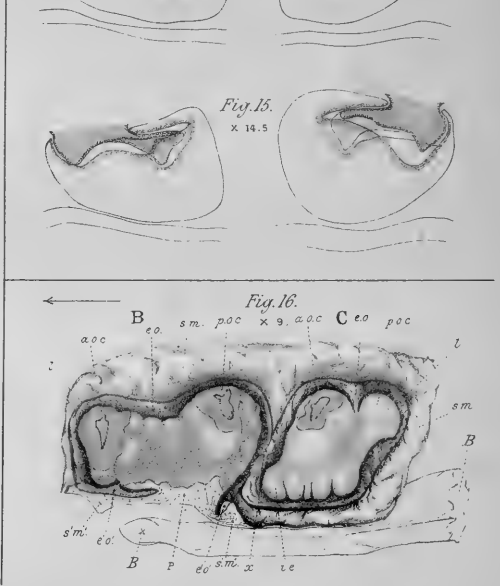 Fig. 15.
× 14.5
Fig. 16.
B e.o. s.m. p.o.c × 9. a.o.c C e.o p.o.c
a.o.c
l
s.m
B
s'm'.
e'o'.
x
B P e'o' s.m. x i.e